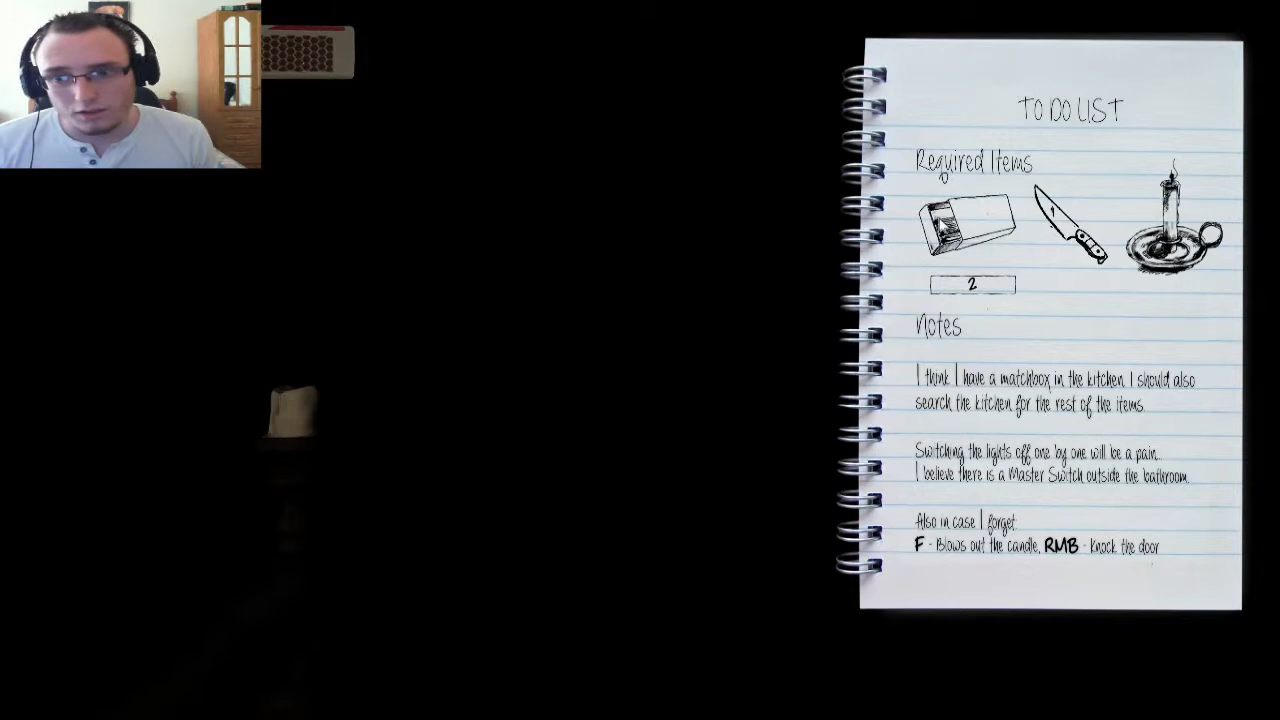 TO DO LIST
Required Items
2
Notes
I think I have a matchbox in the kitchen. I should also
search the kitchen for the rest of the items.
Switching the lights off one by one will be a pain.
I believe there is a Master Switch outside the bathroom.
Also in case I forget.
F - Blows out the candle, RMB - Knock the door